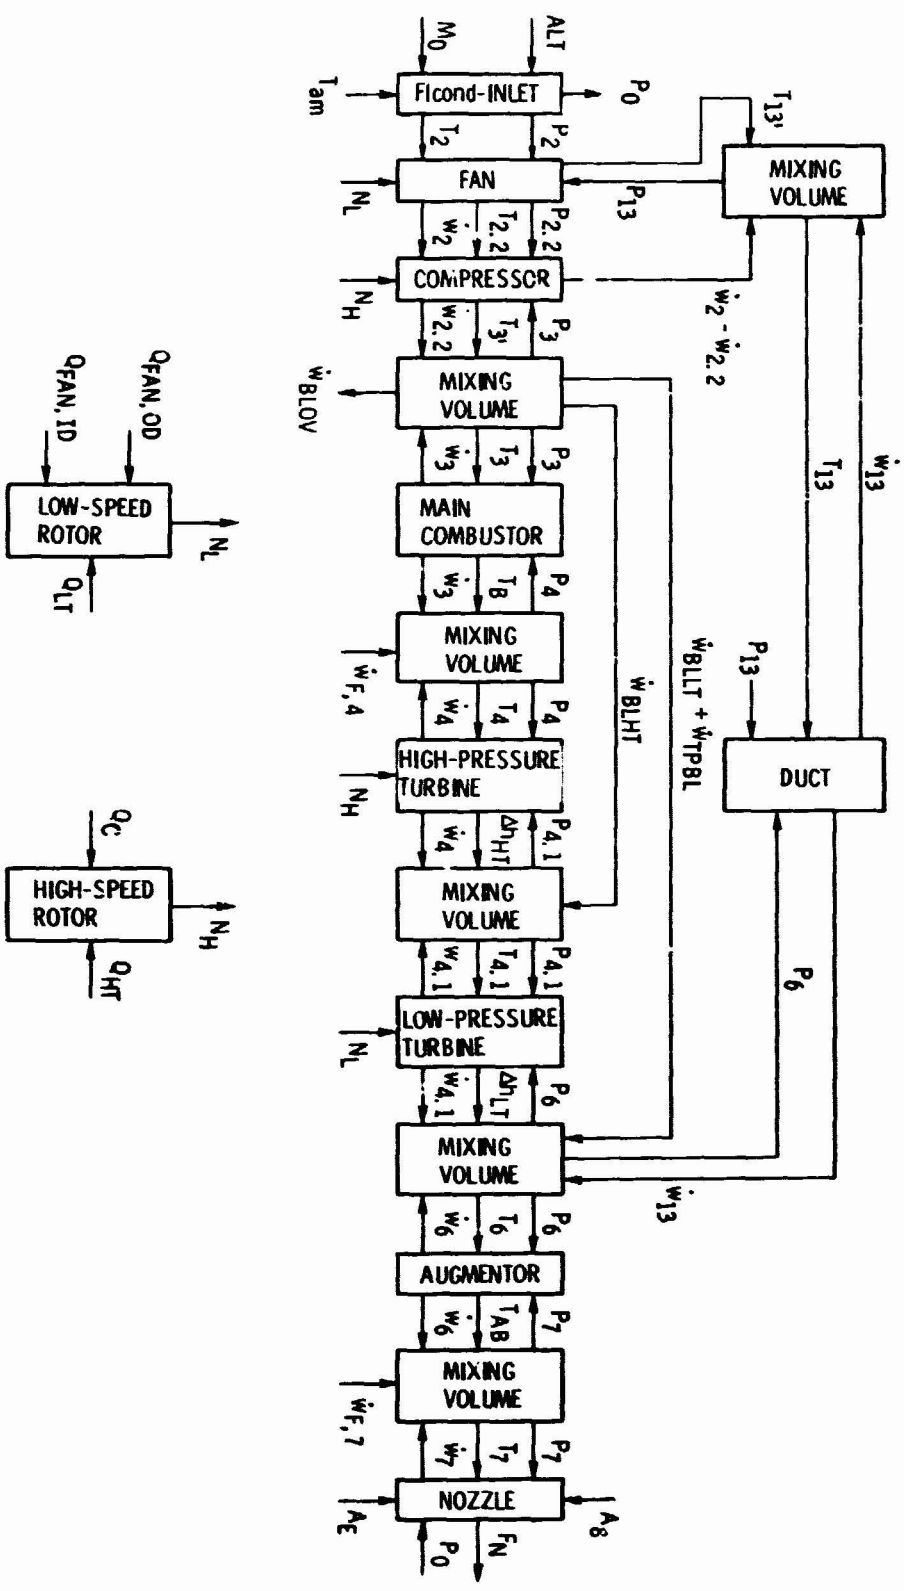 M0
ALT
Tam
Flcond-INLET
P0
T2
P2
T13'
MIXING
VOLUME
NL
FAN
P13
ẇ2
T2.2
P2.2
NH
COMPRESSOR
ẇ2 - ẇ2.2
ẇ2.2
T3'
P3
ẇBLOV
MIXING
VOLUME
ẇ3
T3
P3
T13
ẇ13
QFAN, ID
QFAN, OD
LOW-SPEED
ROTOR
NL
QLT
MAIN
COMBUSTOR
ẇ3
TB
P4
MIXING
VOLUME
ẇF,4
ẇBLHT
ẇBLLT + ẇTPBL
P13
ẇ4
T4
P4
HIGH-PRESSURE
TURBINE
NH
DUCT
QC
HIGH-SPEED
ROTOR
NH
QHT
ẇ4
ΔhHT
P4.1
MIXING
VOLUME
ẇ4.1
T4.1
P4.1
P6
LOW-PRESSURE
TURBINE
NL
ẇ4.1
ΔhLT
P6
MIXING
VOLUME
ẇ13
ẇ6
T6
P6
AUGMENTOR
ẇ6
TAB
P7
MIXING
VOLUME
ẇF,7
ẇ7
T7
P7
NOZZLE
AE
A8
P0
FN